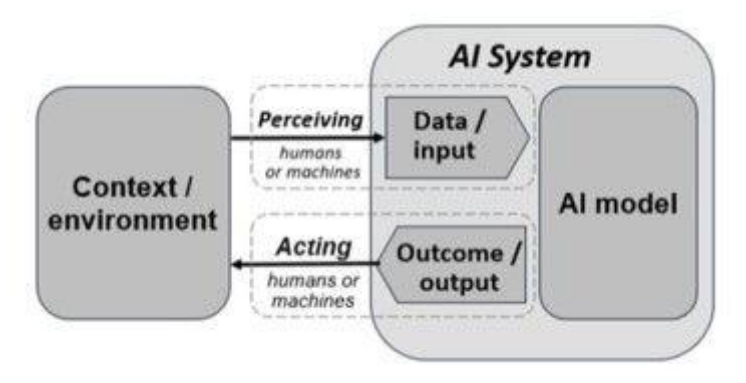 AI System
Perceiving
humans
or machines
Data /
input
Context /
environment
AI model
Acting
humans or
machines
Outcome /
output